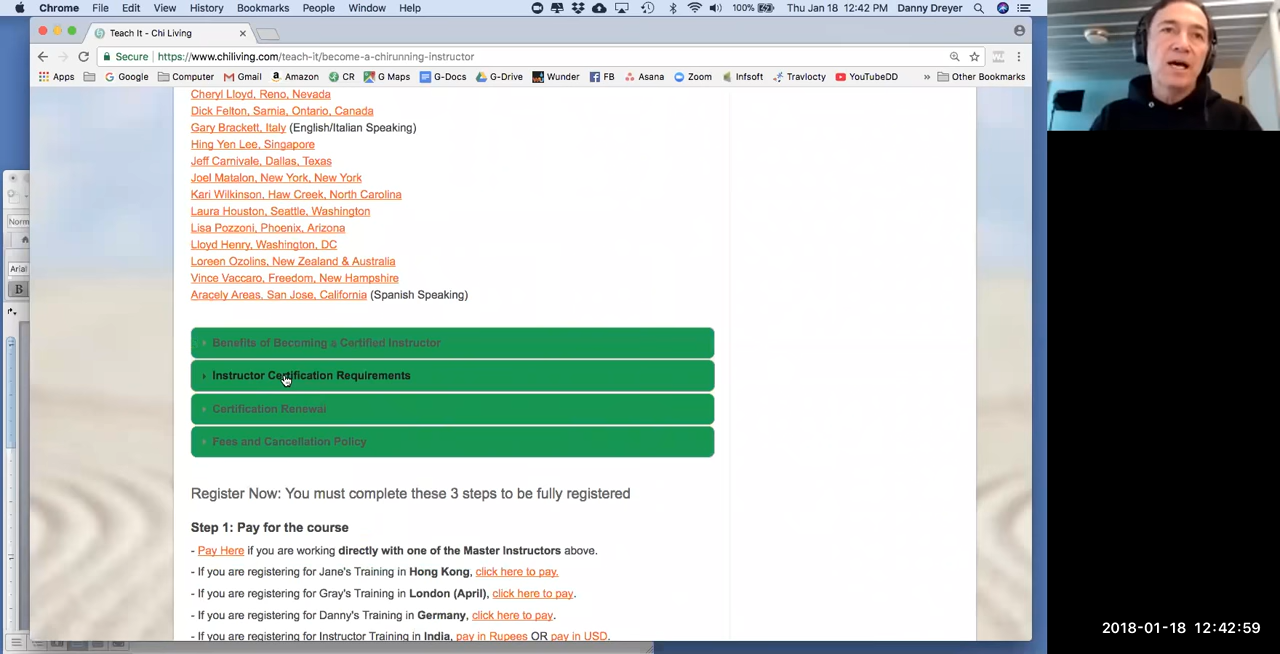 Chrome File Edit View History Bookmarks People Window Help 100% Thu Jan 18 12:42 PM Danny Dreyer
Teach It - Chi Living
Secure https://www.chiliving.com/teach-it/become-a-chirunning-instructor
Apps Google Computer Gmail Amazon CR G Maps G-Docs G-Drive Wunder FB Asana Zoom Infsoft Travlocty YouTubeDD » Other Bookmarks
Cheryl Lloyd, Reno, Nevada
Dick Felton, Sarnia, Ontario, Canada
Gary Brackett, Italy (English/Italian Speaking)
Hing Yen Lee, Singapore
Jeff Carnivale, Dallas, Texas
Joel Matalon, New York, New York
Kari Wilkinson, Haw Creek, North Carolina
Laura Houston, Seattle, Washington
Lisa Pozzoni, Phoenix, Arizona
Lloyd Henry, Washington, DC
Loreen Ozolins, New Zealand & Australia
Vince Vaccaro, Freedom, New Hampshire
Aracely Areas, San Jose, California (Spanish Speaking)
Norm
Arial
B
Benefits of Becoming a Certified Instructor
Instructor Certification Requirements
Certification Renewal
Fees and Cancellation Policy
Register Now: You must complete these 3 steps to be fully registered
Step 1: Pay for the course
- Pay Here if you are working directly with one of the Master Instructors above.
- If you are registering for Jane's Training in Hong Kong, click here to pay.
- If you are registering for Gray's Training in London (April), click here to pay.
- If you are registering for Danny's Training in Germany, click here to pay.
- If you are registering for Instructor Training in India, pay in Rupees OR pay in USD.
2018-01-18 12:42:59